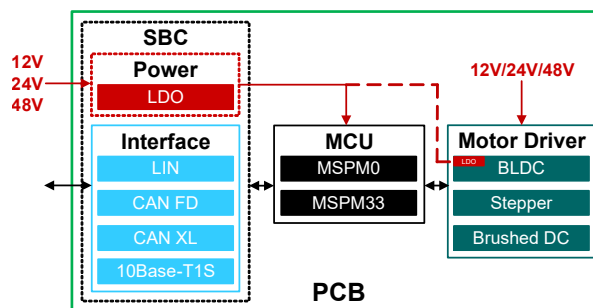 SBC
12V
24V
48V
Power
LDO
12V/24V/48V
Interface
LIN
CAN FD
CAN XL
10Base-T1S
MCU
MSPM0
MSPM33
Motor Driver
LDO
BLDC
Stepper
Brushed DC
PCB